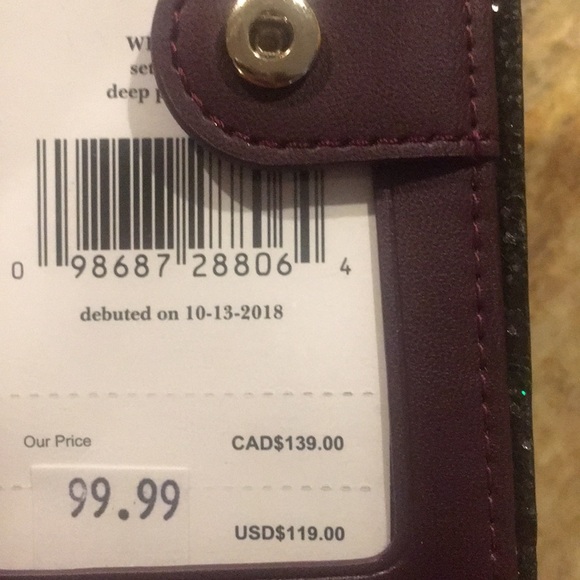 deep
0 98687 28806 4
debuted on 10-13-2018
Our Price
CAD$139.00
99.99
USD$119.00